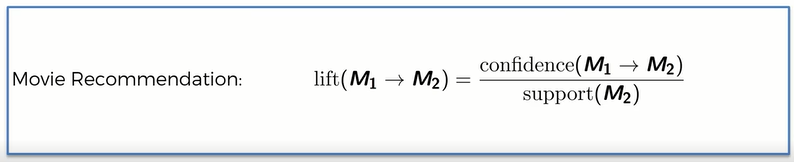 Movie Recommendation: lift(M₁ → M₂) = confidence(M₁ → M₂) / support(M₂)